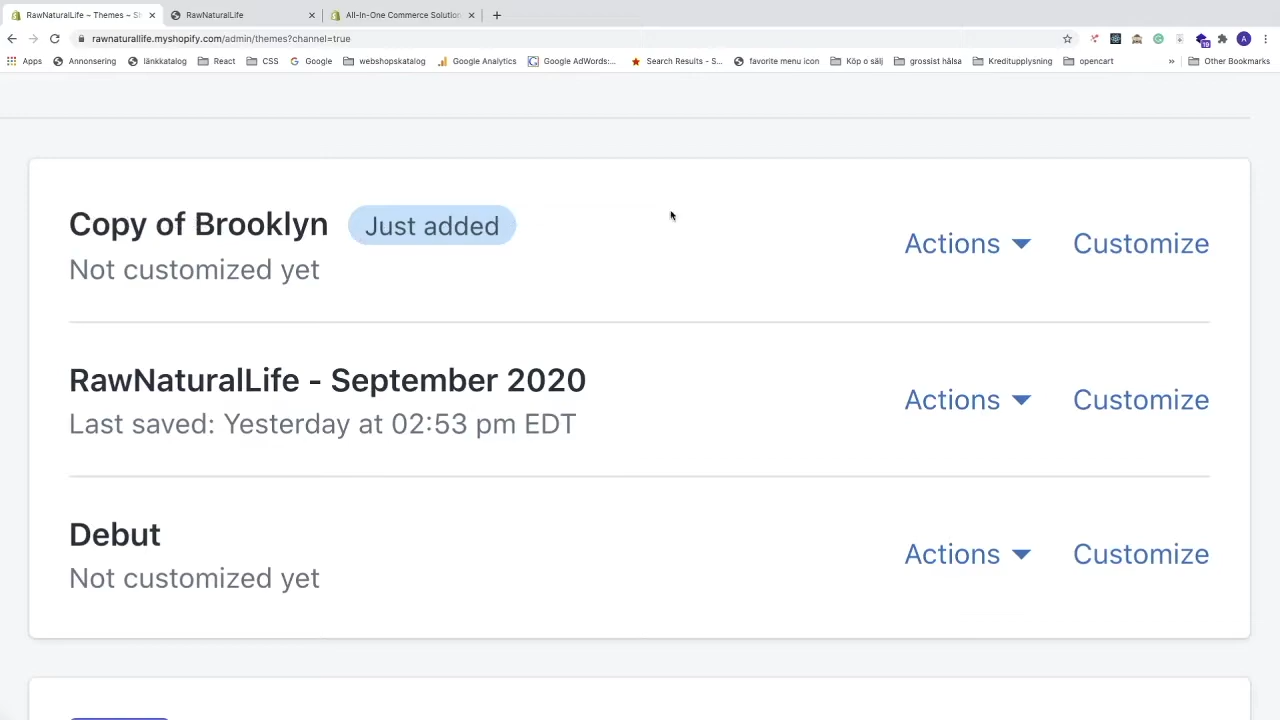 RawNaturalLife ~ Themes ~ Sh
RawNaturalLife
All-In-One Commerce Solution
rawnaturallife.myshopify.com/admin/themes?channel=true
19
A
Apps
Annonsering
länkkatalog
React
CSS
Google
webshopskatalog
Google Analytics
Google AdWords:...
Search Results - S...
favorite menu icon
Köp o sälj
grossist hälsa
Kreditupplysning
opencart
»
Other Bookmarks
Copy of Brooklyn
Just added
Not customized yet
Actions
Customize
RawNaturalLife - September 2020
Last saved: Yesterday at 02:53 pm EDT
Actions
Customize
Debut
Not customized yet
Actions
Customize